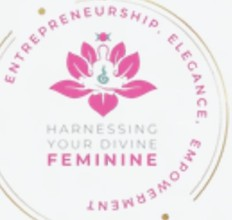 ENTREPRENEURSHIP. ELEGANCE. EMPOWERMENT
HARNESSING
YOUR DIVINE
FEMININE